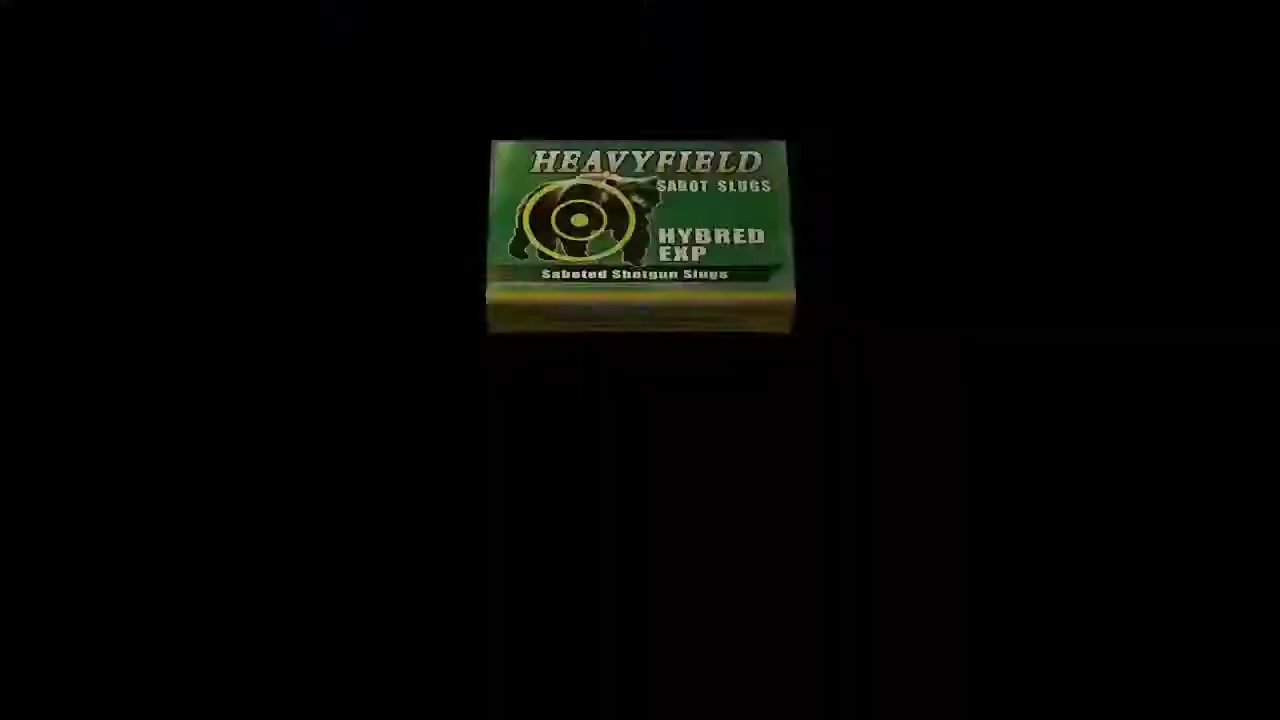 HEAVYFIELD
SABOT SLUGS
HYBRED
EXP
Saboted Shotgun Slugs